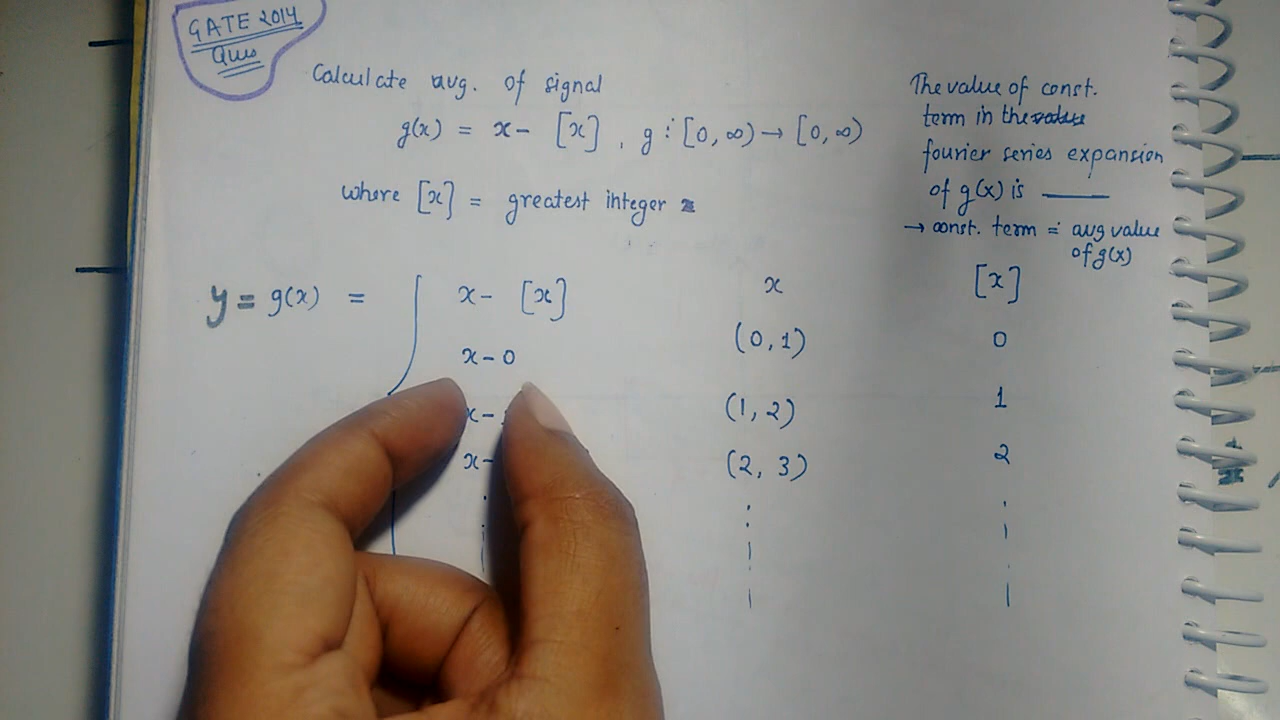 GATE 2014
Ques
Calculate avg. of signal
g(x) = x - [x] , g : [0, ∞) → [0, ∞)
where [x] = greatest integer
The value of const.
term in the
fourier series expansion
of g(x) is ____
→ const. term = avg value
of g(x)
y = g(x) = x - [x] x [x]
x - 0 (0, 1) 0
x - (1, 2) 1
x - (2, 3) 2